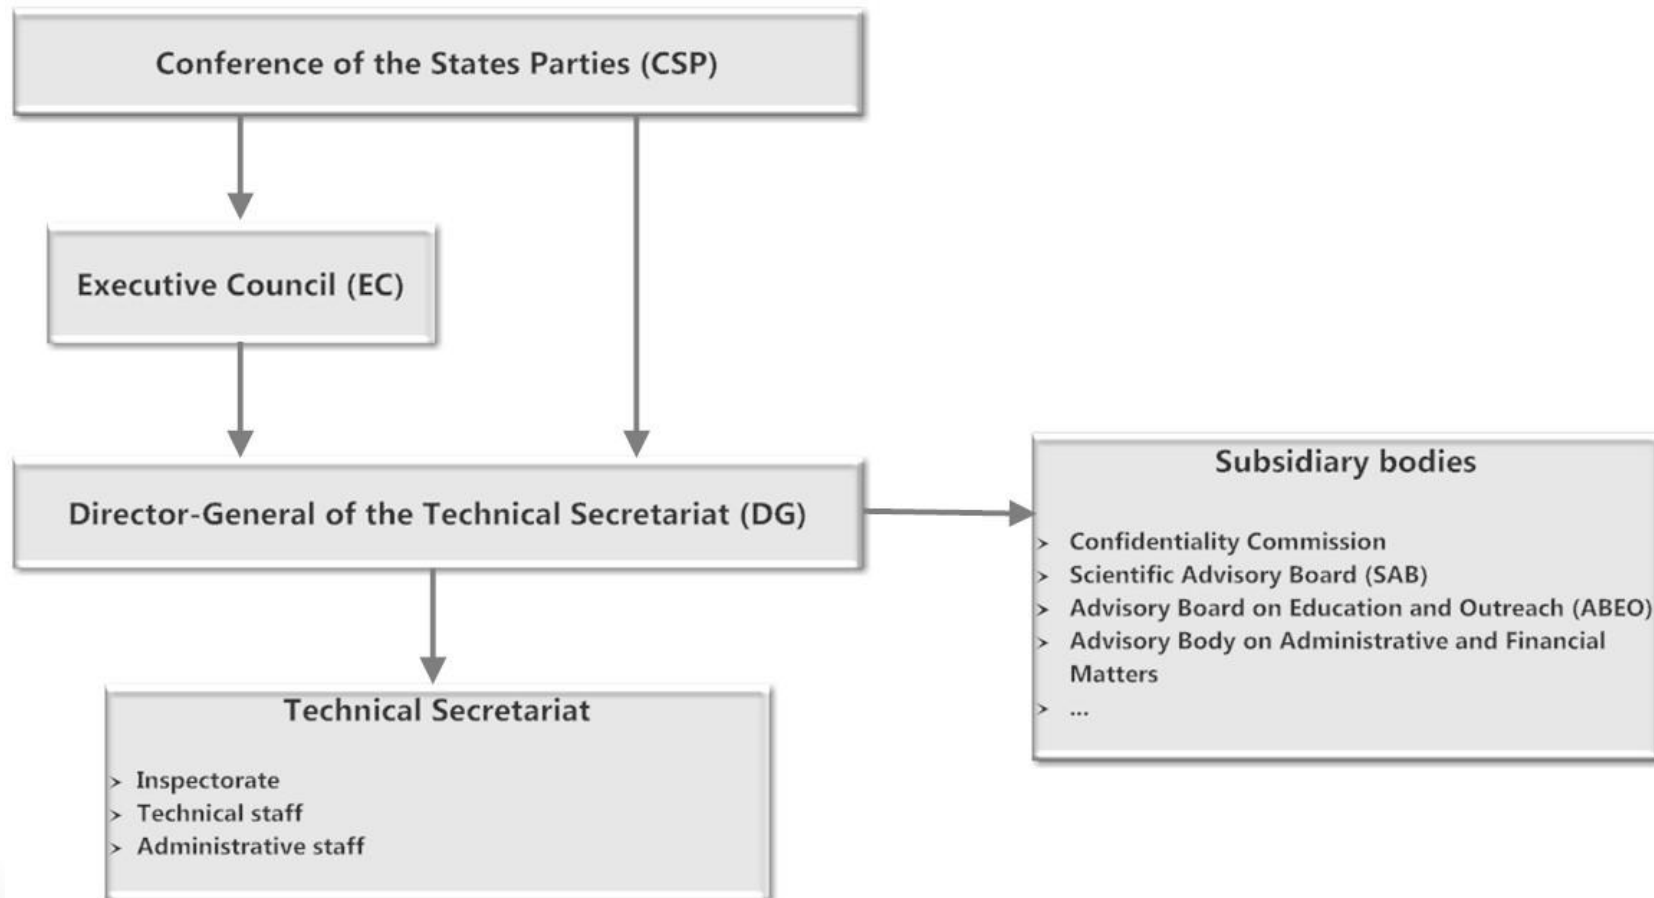 Conference of the States Parties (CSP)
Executive Council (EC)
Director-General of the Technical Secretariat (DG)
Subsidiary bodies
➢ Confidentiality Commission
➢ Scientific Advisory Board (SAB)
➢ Advisory Board on Education and Outreach (ABEO)
➢ Advisory Body on Administrative and Financial
Matters
➢ ...
Technical Secretariat
➢ Inspectorate
➢ Technical staff
➢ Administrative staff